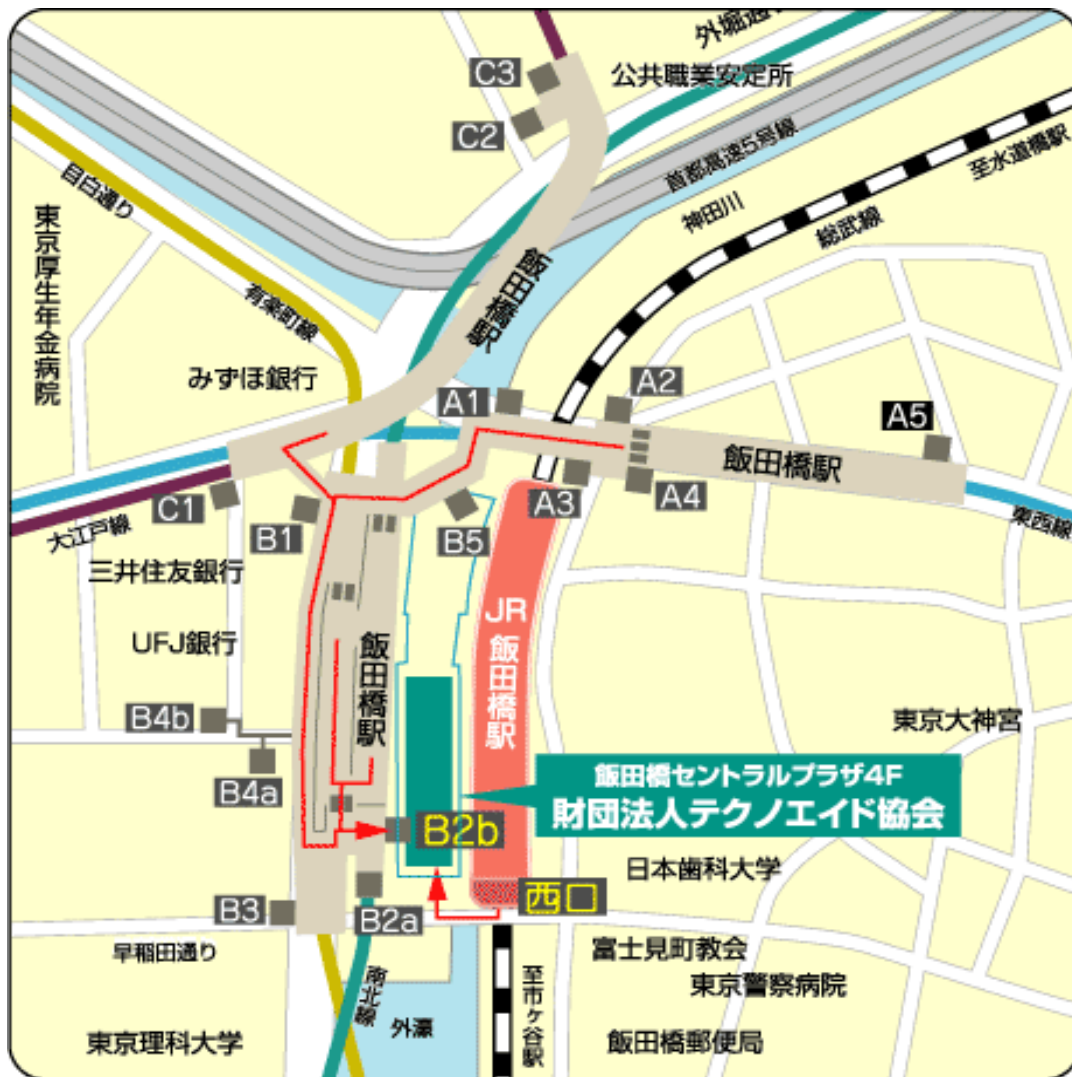 外堀通
C3
公共職業安定所
C2
首都高速5号線
至水道橋駅
神田川
総武線
目白通り
東京厚生年金病院
飯田橋駅
有楽町線
みずほ銀行
A1
A2
A5
飯田橋駅
C1
B1
B5
A3
A4
東西線
大江戸線
三井住友銀行
UFJ銀行
JR
飯田橋駅
飯田橋駅
B4b
B4a
東京大神宮
飯田橋セントラルプラザ4F
財団法人テクノエイド協会
B2b
日本歯科大学
西口
B3
B2a
早稲田通り
富士見町教会
東京警察病院
南北線
外濠
至市ヶ谷駅
東京理科大学
飯田橋郵便局